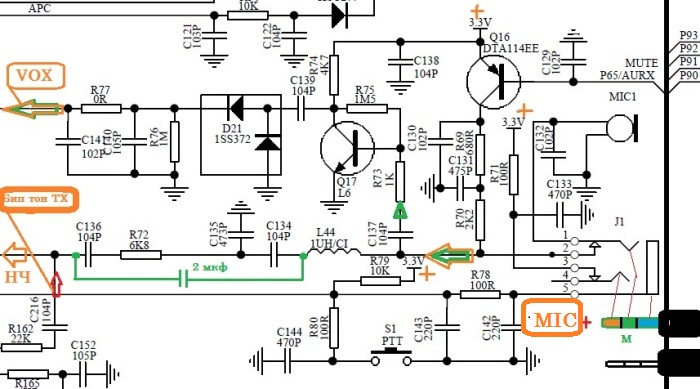 APC
10K
C121
103P
C122
104P
3.3V
Q16
DTA114EE
C138
104P
R74
4K7
C129
102P
P93
P92
P91
P90
MUTE
P65/AURX
MIC1
VOX
R77
0R
C139
104P
R75
1M5
C141
102P
C140
105P
R76
1M
D21
1SS372
Q17
L6
R73
1K
C130
102P
R69
680R
C131
475P
R70
2K2
3.3V
R71
100R
C132
102P
C133
470P
J1
Бип тон TX
C136
104P
R72
6K8
C135
473P
C134
104P
L44
1UH/CI
C137
104P
1
2
3
4
5
НЧ
2 мкф
3.3V
R79
10K
R78
100R
C216
104P
R80
100R
MIC
M
R162
22K
C152
105P
C144
470P
S1
PTT
C143
220P
C142
220P
R165